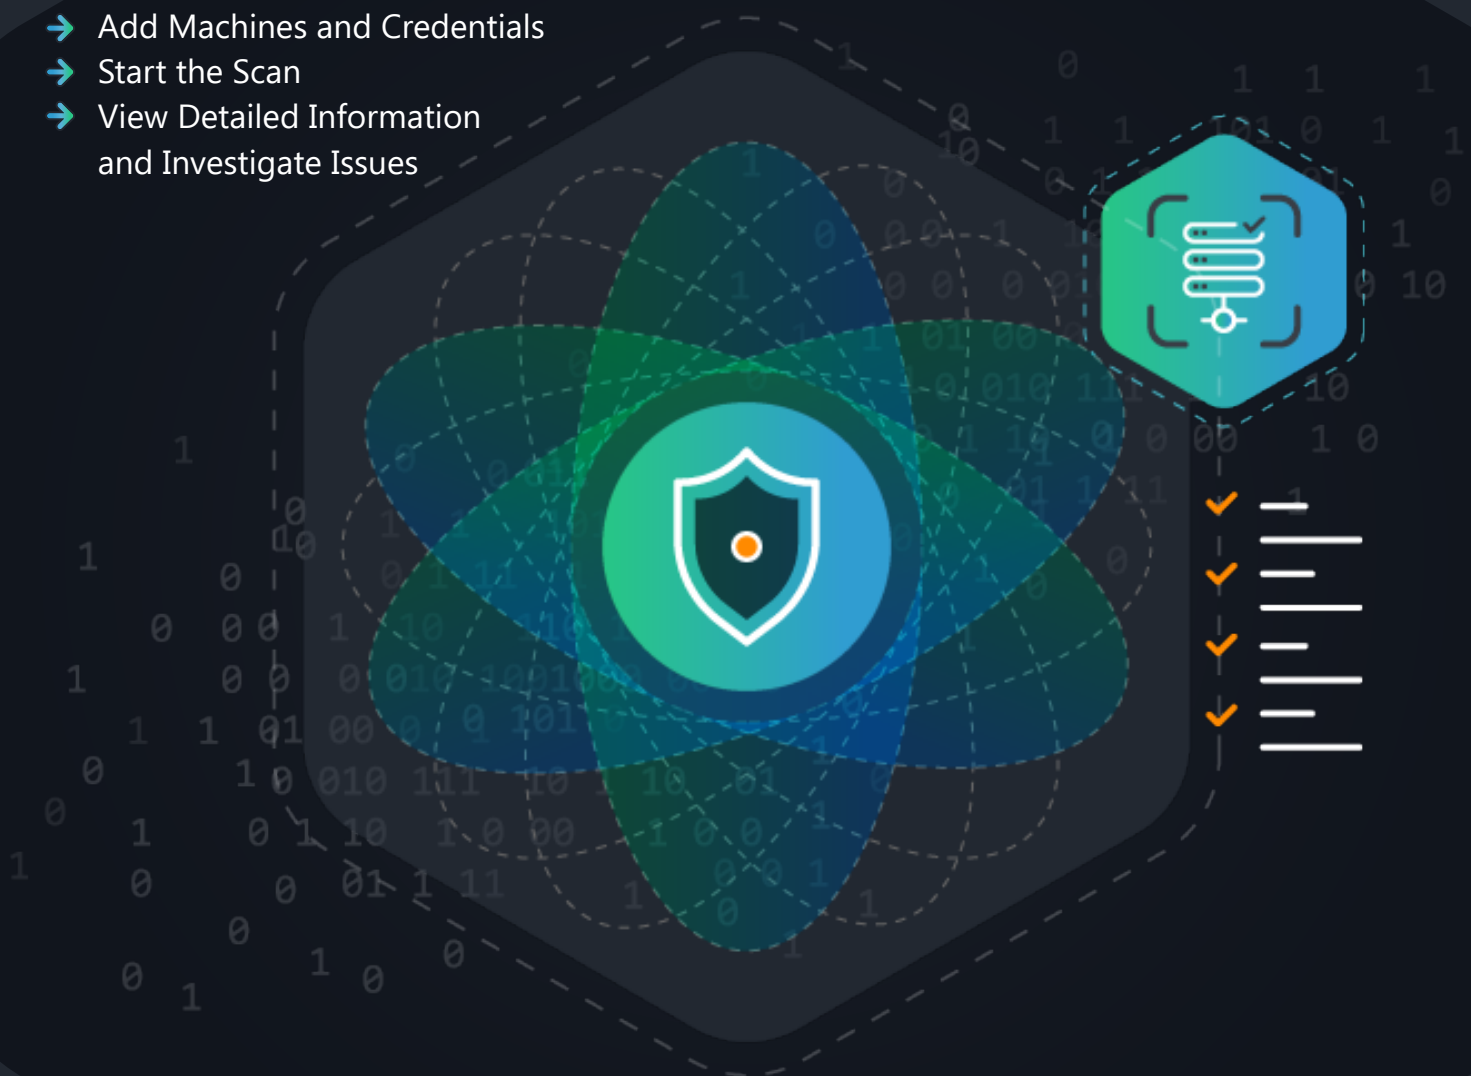 Add Machines and Credentials
Start the Scan
View Detailed Information
and Investigate Issues